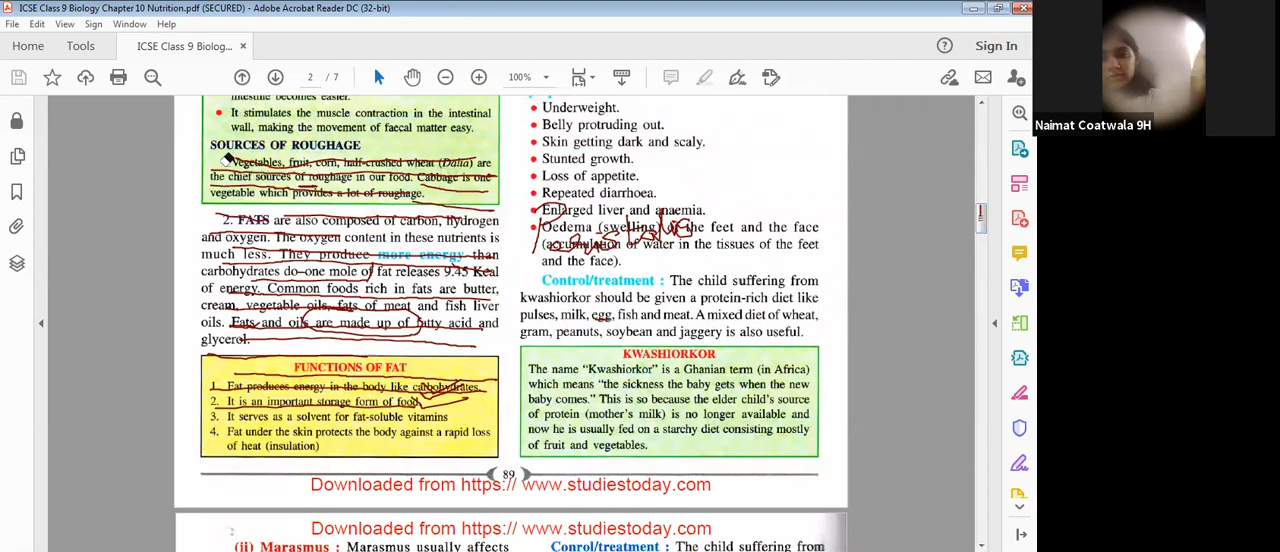 ICSE Class 9 Biology Chapter 10 Nutrition.pdf (SECURED) - Adobe Acrobat Reader DC (32-bit)
File Edit View Sign Window Help
Home Tools ICSE Class 9 Biolog... × Sign In
2 / 7 100%
Naimat Coatwala 9H
intestine becomes easier.
• It stimulates the muscle contraction in the intestinal
wall, making the movement of faecal matter easy.
SOURCES OF ROUGHAGE
Vegetables, fruit, corn, half-crushed wheat (Dalia) are
the chief sources of roughage in our food. Cabbage is one
vegetable which provides a lot of roughage.
2. FATS are also composed of carbon, hydrogen
and oxygen. The oxygen content in these nutrients is
much less. They produce more energy than
carbohydrates do–one mole of fat releases 9.45 Kcal
of energy. Common foods rich in fats are butter,
cream, vegetable oils, fats of meat and fish liver
oils. Fats and oils are made up of fatty acid and
glycerol.
FUNCTIONS OF FAT
1. Fat produces energy in the body like carbohydrates.
2. It is an important storage form of food
3. It serves as a solvent for fat-soluble vitamins
4. Fat under the skin protects the body against a rapid loss
of heat (insulation)
• Underweight.
• Belly protruding out.
• Skin getting dark and scaly.
• Stunted growth.
• Loss of appetite.
• Repeated diarrhoea.
• Enlarged liver and anaemia.
• Oedema (swelling) of the feet and the face
(accumulation of water in the tissues of the feet
and the face).
Control/treatment : The child suffering from
kwashiorkor should be given a protein-rich diet like
pulses, milk, egg, fish and meat. A mixed diet of wheat,
gram, peanuts, soybean and jaggery is also useful.
KWASHIORKOR
The name “Kwashiorkor” is a Ghanian term (in Africa)
which means “the sickness the baby gets when the new
baby comes.” This is so because the elder child's source
of protein (mother's milk) is no longer available and
now he is usually fed on a starchy diet consisting mostly
of fruit and vegetables.
89
Downloaded from https:// www.studiestoday.com
Downloaded from https:// www.studiestoday.com
(ii) Marasmus : Marasmus usually affects
Conrol/treatment : The child suffering from